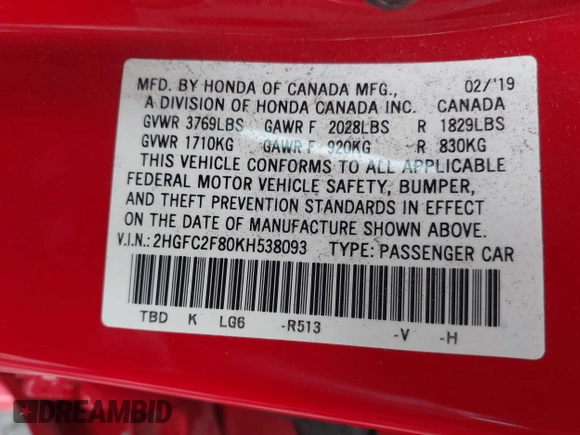 MFD. BY HONDA OF CANADA MFG., 02/'19
A DIVISION OF HONDA CANADA INC. CANADA
GVWR 3769LBS GAWR F 2028LBS R 1829LBS
GVWR 1710KG GAWR F 920KG R 830KG
THIS VEHICLE CONFORMS TO ALL APPLICABLE
FEDERAL MOTOR VEHICLE SAFETY, BUMPER,
AND THEFT PREVENTION STANDARDS IN EFFECT
ON THE DATE OF MANUFACTURE SHOWN ABOVE.
V.I.N.: 2HGFC2F80KH538093 TYPE: PASSENGER CAR
TBD K LG6 -R513 -V -H
DREAMBID